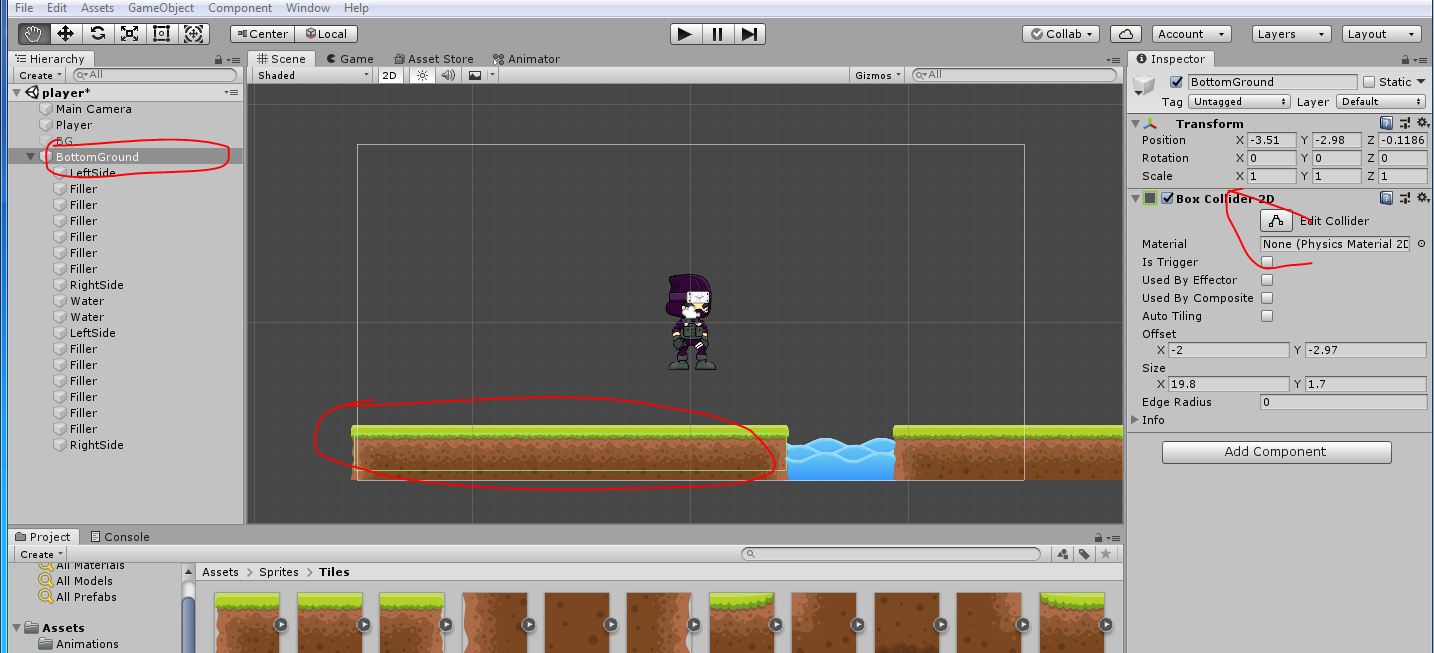 File Edit Assets GameObject Component Window Help
Center Local Collab Account Layers Layout
Hierarchy
Create All
player*
Main Camera
Player
BG
BottomGround
LeftSide
Filler
Filler
Filler
Filler
Filler
Filler
RightSide
Water
Water
LeftSide
Filler
Filler
Filler
Filler
Filler
Filler
RightSide
Scene Game Asset Store Animator
Shaded 2D Gizmos All
Inspector
BottomGround Static
Tag Untagged Layer Default
Transform
Position X -3.51 Y -2.98 Z -0.1186
Rotation X 0 Y 0 Z 0
Scale X 1 Y 1 Z 1
Box Collider 2D
Edit Collider
Material None (Physics Material 2D
Is Trigger
Used By Effector
Used By Composite
Auto Tiling
Offset
X -2 Y -2.97
Size
X 19.8 Y 1.7
Edge Radius 0
Info
Add Component
Project Console
Create
All Materials
All Models
All Prefabs
Assets
Animations
Assets > Sprites > Tiles